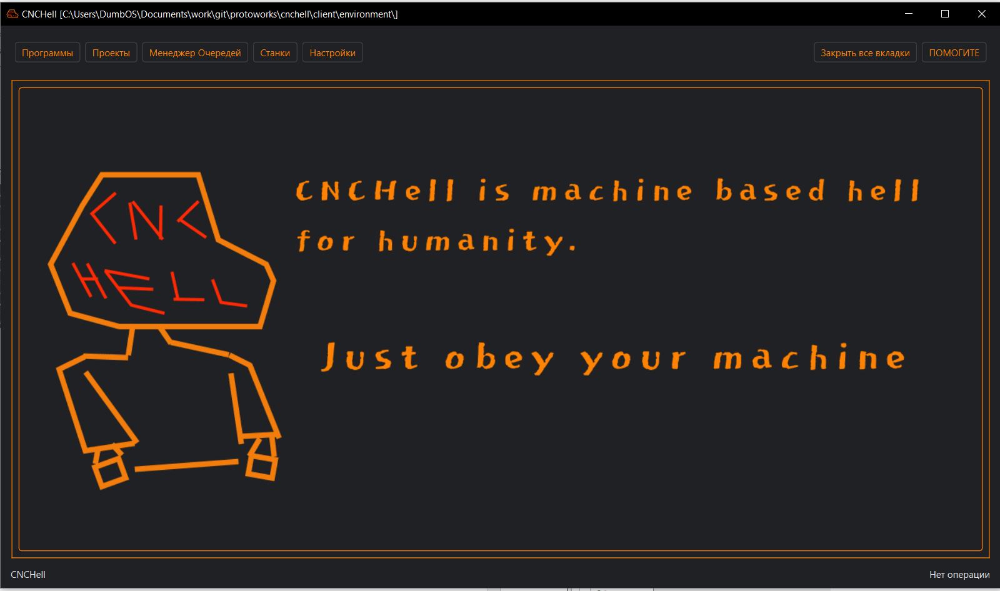 CNCHell [C:\Users\DumbOS\Documents\work\git\protoworks\cnchell\client\environment\]
Программы Проекты Менеджер Очередей Станки Настройки Закрыть все вкладки ПОМОГИТЕ
CNC
HELL
CNCHell is machine based hell
for humanity.
Just obey your machine
CNCHell Нет операции